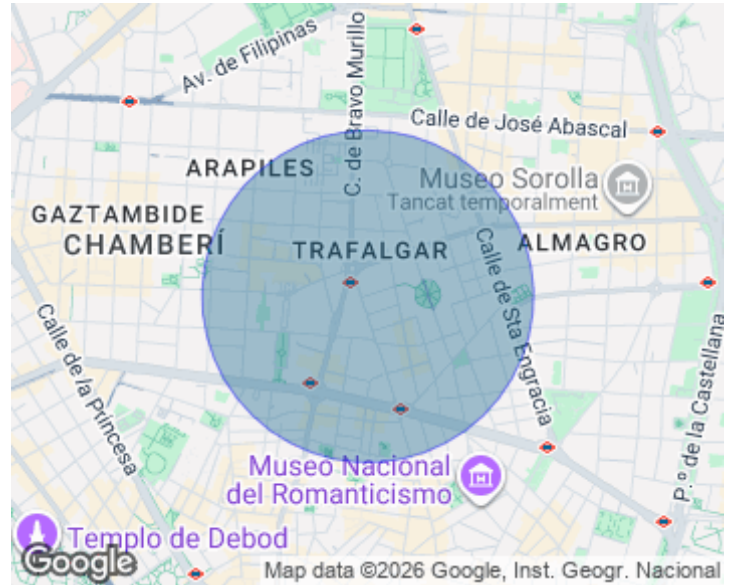 Av. de Filipinas
C. de Bravo Murillo
Calle de José Abascal
ARAPILES
Museo Sorolla
Tancat temporalment
GAZTAMBIDE
CHAMBERÍ
TRAFALGAR
ALMAGRO
Calle de Sta Engracia
Calle de la Princesa
P.º de la Castellana
Museo Nacional
del Romanticismo
Templo de Debod
Google
Map data ©2026 Google, Inst. Geogr. Nacional